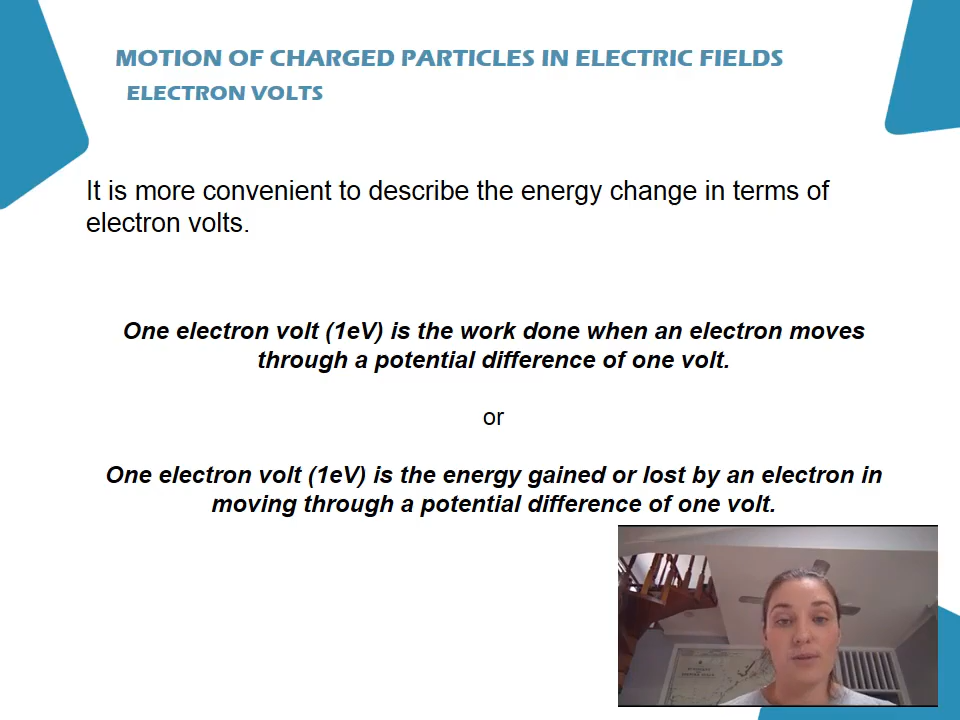 MOTION OF CHARGED PARTICLES IN ELECTRIC FIELDS
ELECTRON VOLTS
It is more convenient to describe the energy change in terms of
electron volts.
One electron volt (1eV) is the work done when an electron moves
through a potential difference of one volt.
or
One electron volt (1eV) is the energy gained or lost by an electron in
moving through a potential difference of one volt.